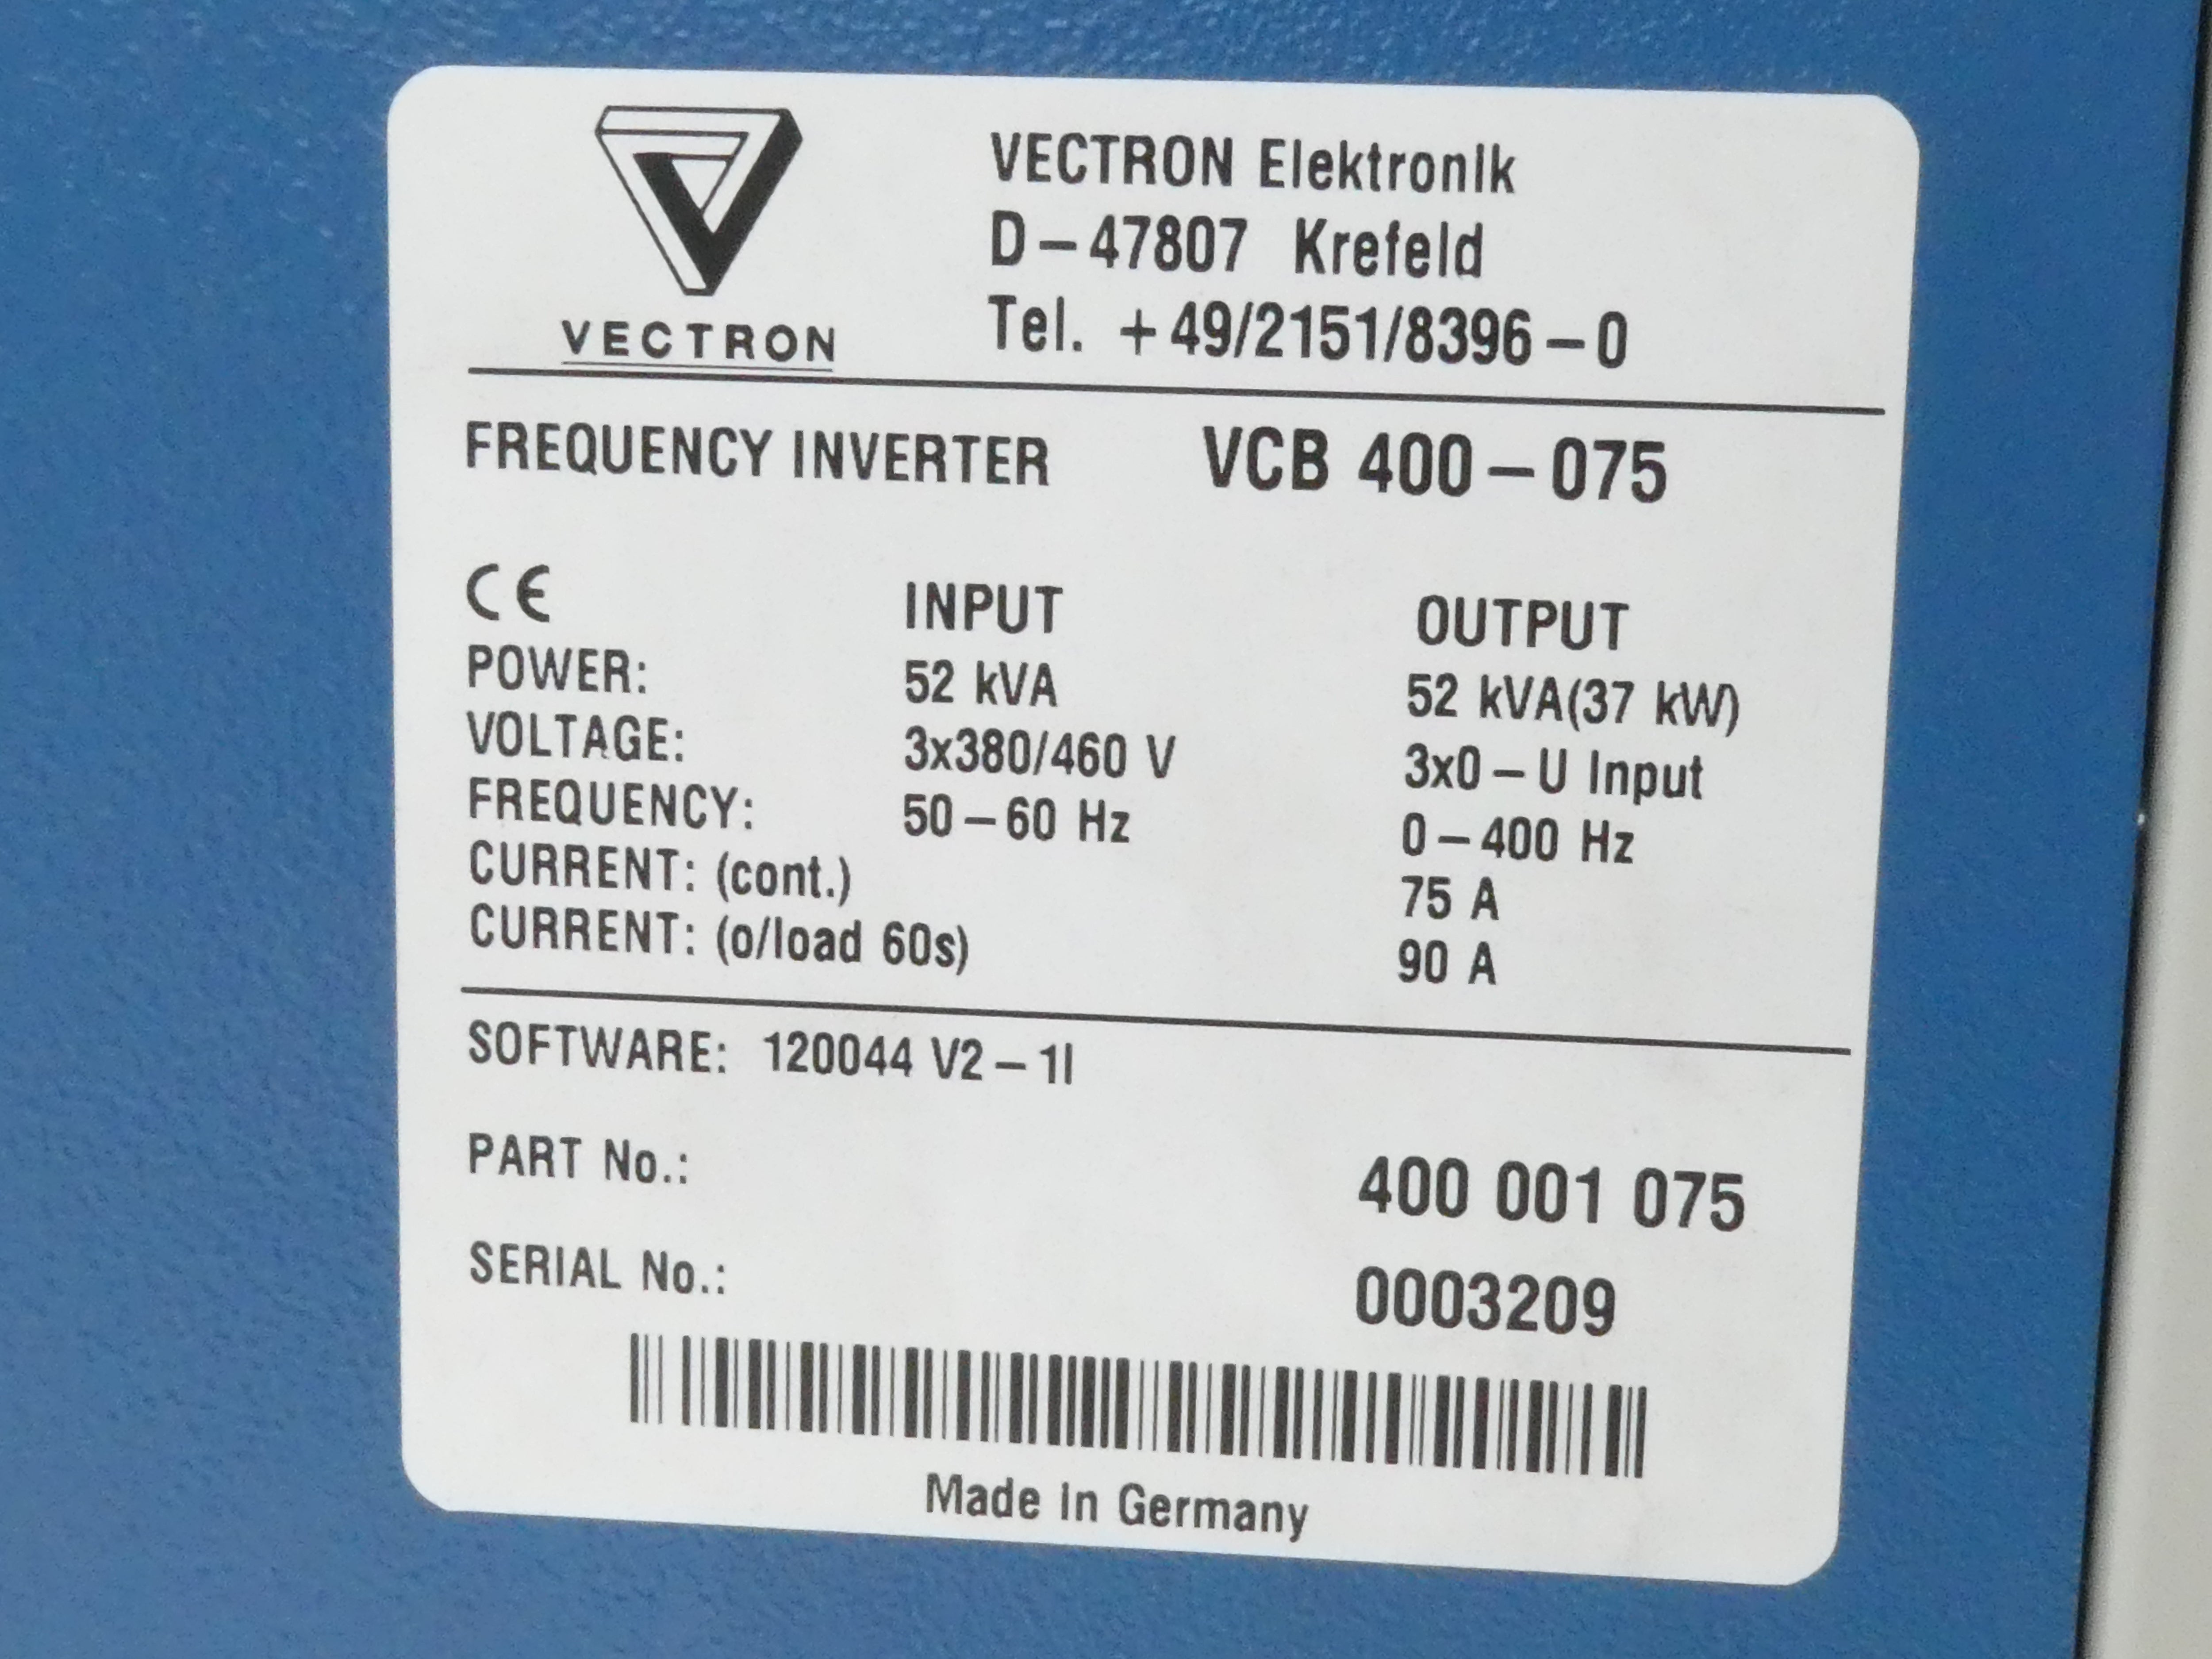 VECTRON
VECTRON Elektronik
D-47807 Krefeld
Tel. +49/2151/8396-0
FREQUENCY INVERTER VCB 400-075
CE INPUT OUTPUT
POWER: 52 kVA 52 kVA(37 kW)
VOLTAGE: 3x380/460 V 3x0-U Input
FREQUENCY: 50-60 Hz 0-400 Hz
CURRENT: (cont.) 75 A
CURRENT: (o/load 60s) 90 A
SOFTWARE: 120044 V2-1I
PART No.: 400 001 075
SERIAL No.: 0003209
Made in Germany